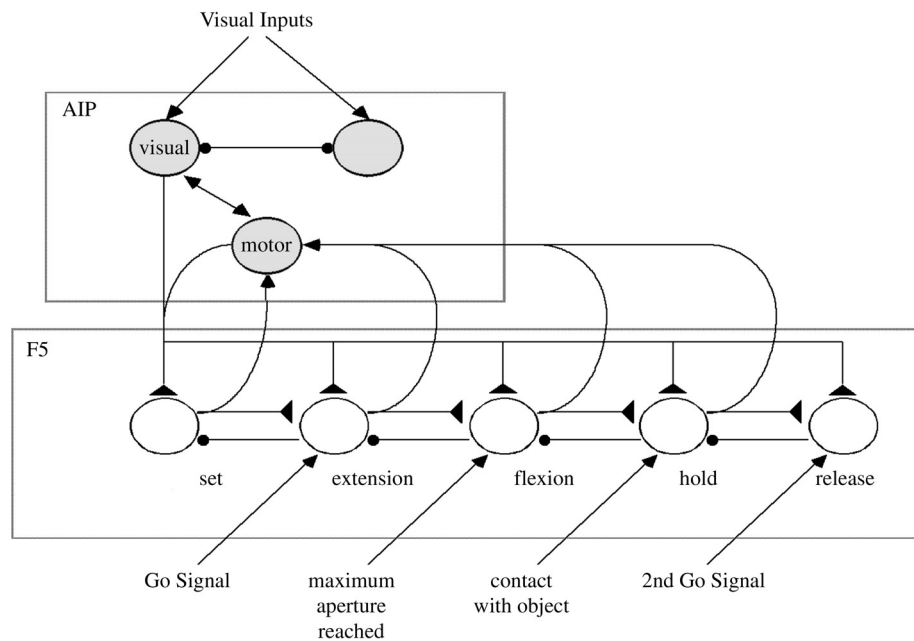 Visual Inputs
AIP
visual
motor
F5
set
extension
flexion
hold
release
Go Signal
maximum
aperture
reached
contact
with object
2nd Go Signal